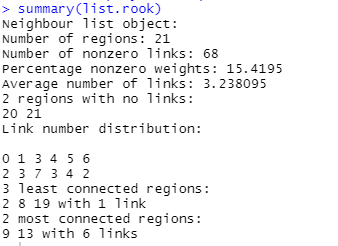 > summary(list.rook)
Neighbour list object:
Number of regions: 21
Number of nonzero links: 68
Percentage nonzero weights: 15.4195
Average number of links: 3.238095
2 regions with no links:
20 21
Link number distribution:

0 1 3 4 5 6
2 3 7 3 4 2
3 least connected regions:
2 8 19 with 1 link
2 most connected regions:
9 13 with 6 links